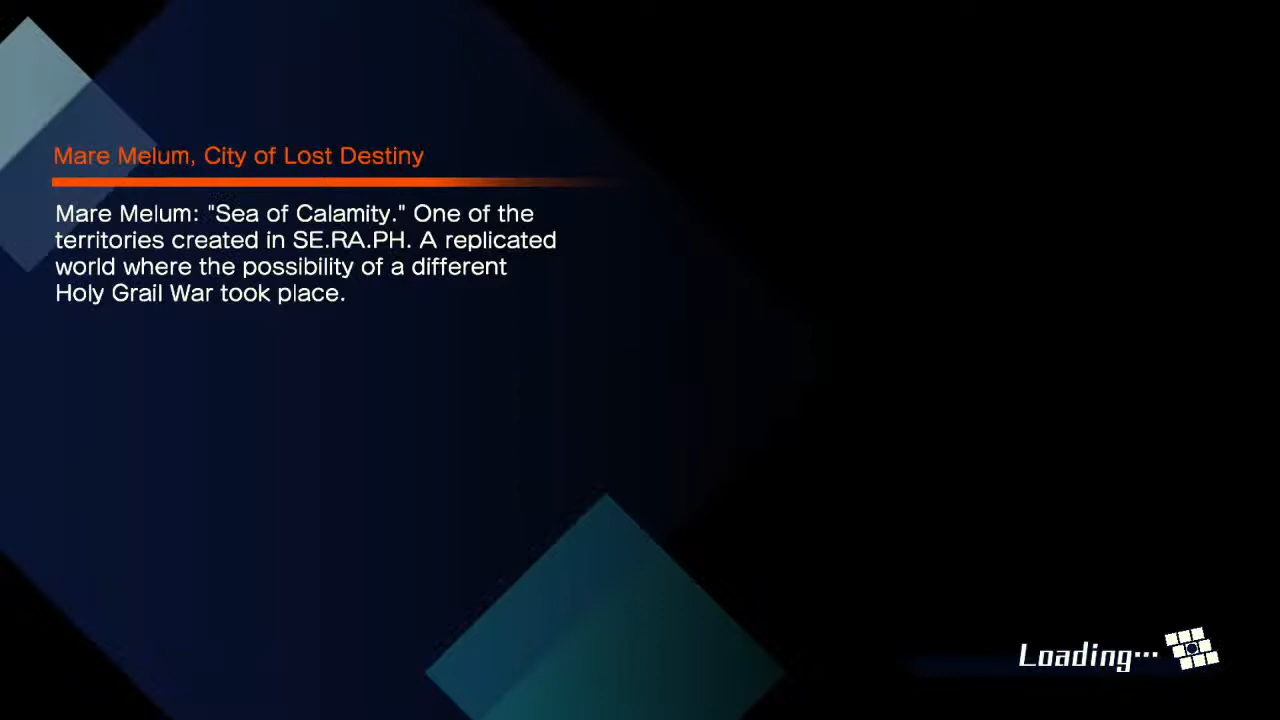 Mare Melum, City of Lost Destiny
Mare Melum: "Sea of Calamity." One of the
territories created in SE.RA.PH. A replicated
world where the possibility of a different
Holy Grail War took place.
Loading…